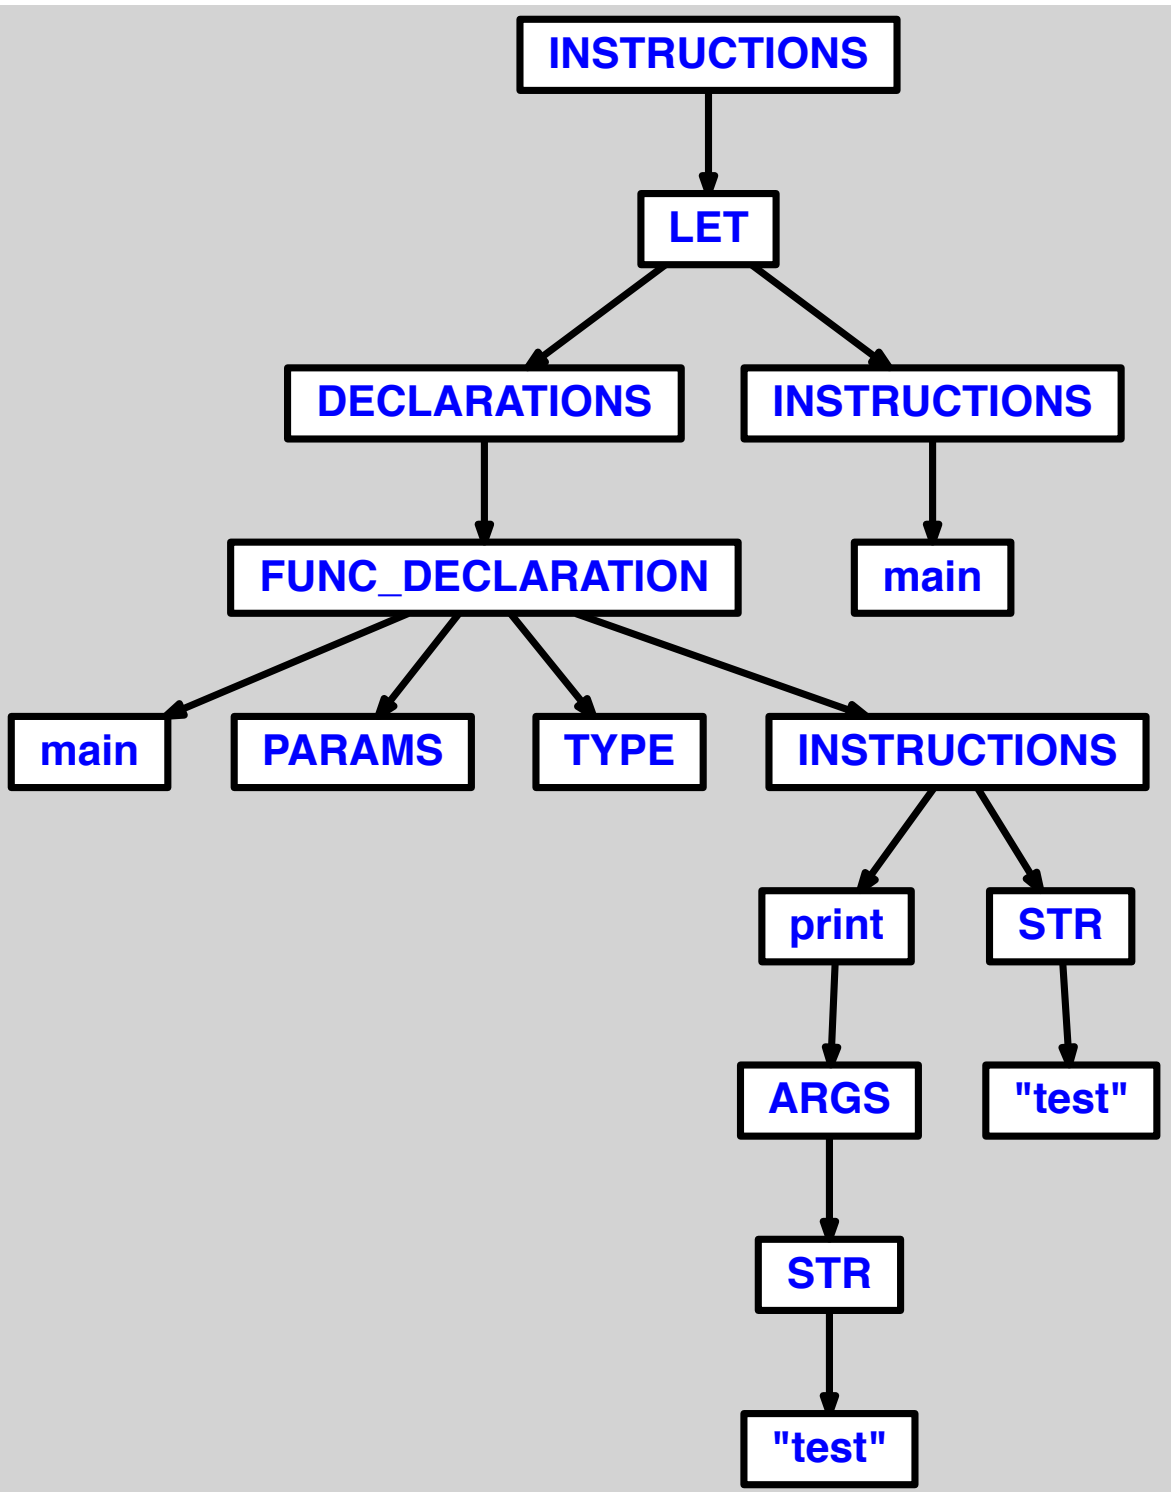 INSTRUCTIONS
LET
DECLARATIONS
INSTRUCTIONS
FUNC_DECLARATION
main
main
PARAMS
TYPE
INSTRUCTIONS
print
STR
ARGS
"test"
STR
"test"